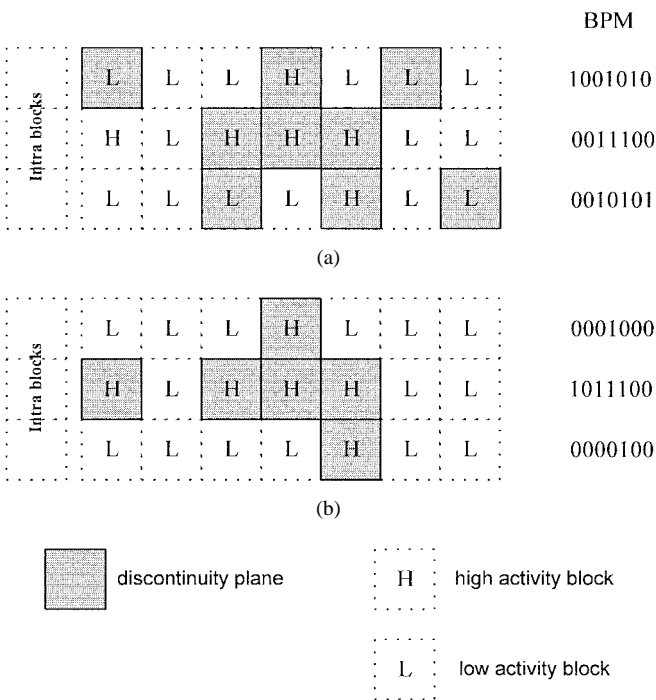 BPM
L L L H L L L 1001010
Intra blocks
H L H H H L L 0011100
L L L L H L L 0010101
(a)
L L L H L L L 0001000
Intra blocks
H L H H H L L 1011100
L L L L H L L 0000100
(b)
discontinuity plane
H high activity block
L low activity block